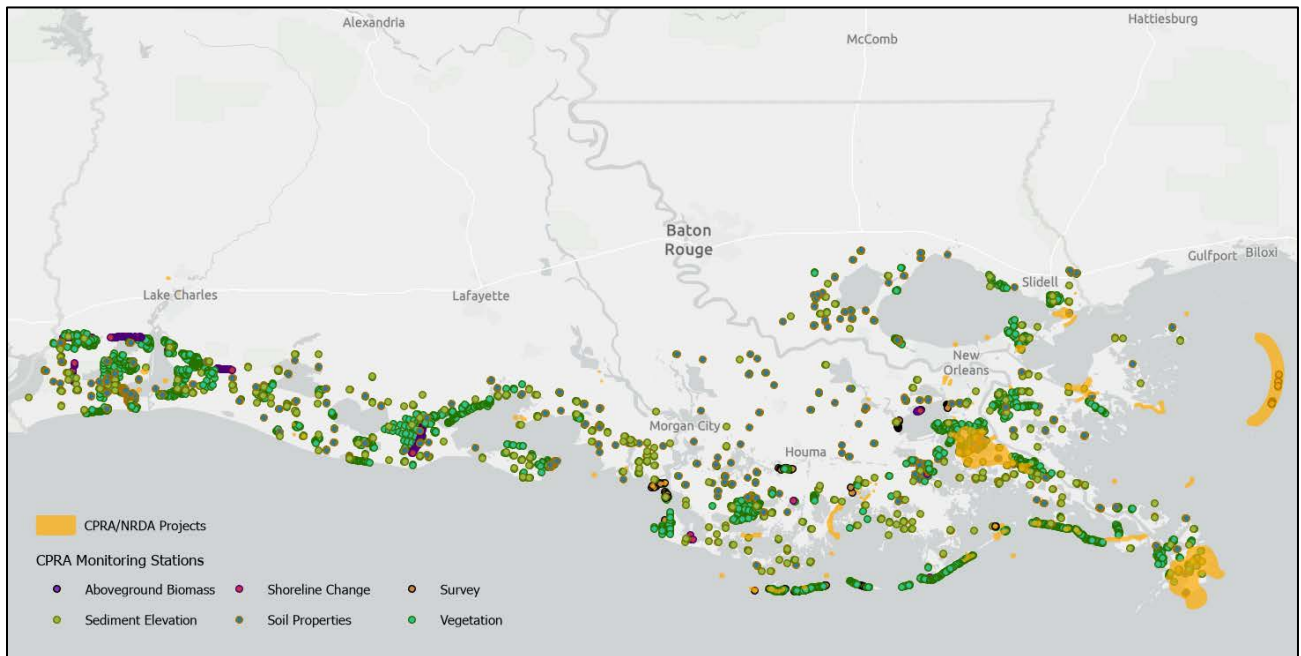 Alexandria
Hattiesburg
McComb
Baton
Rouge
Slidell
Gulfport
Biloxi
Lake Charles
Lafayette
New
Orleans
Morgan City
Houma
CPRA/NRDA Projects
CPRA Monitoring Stations
Aboveground Biomass
Shoreline Change
Survey
Sediment Elevation
Soil Properties
Vegetation